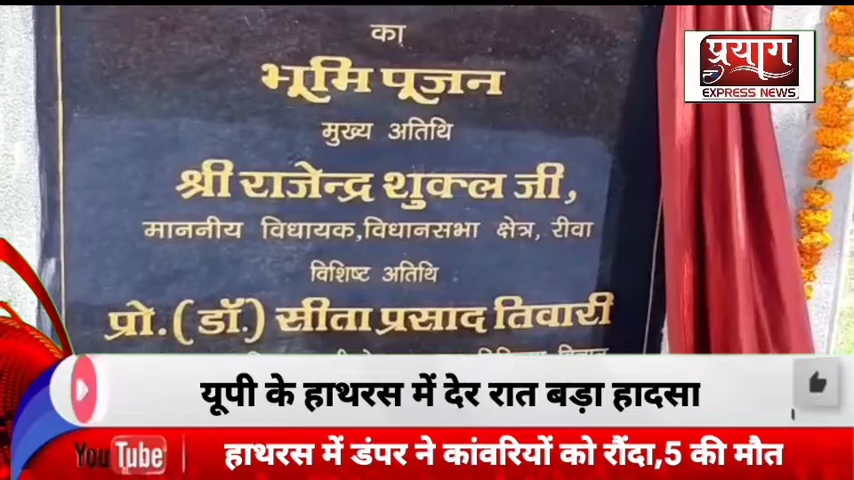 का
भूमि पूजन
मुख्य अतिथि
श्री राजेन्द्र शुक्ल जी,
माननीय विधायक,विधानसभा क्षेत्र, रीवा
विशिष्ट अतिथि
प्रो.(डॉ.) सीता प्रसाद तिवारी
प्रयाग
EXPRESS NEWS
यूपी के हाथरस में देर रात बड़ा हादसा
YouTube
हाथरस में डंपर ने कांवरियों को रौंदा,5 की मौत